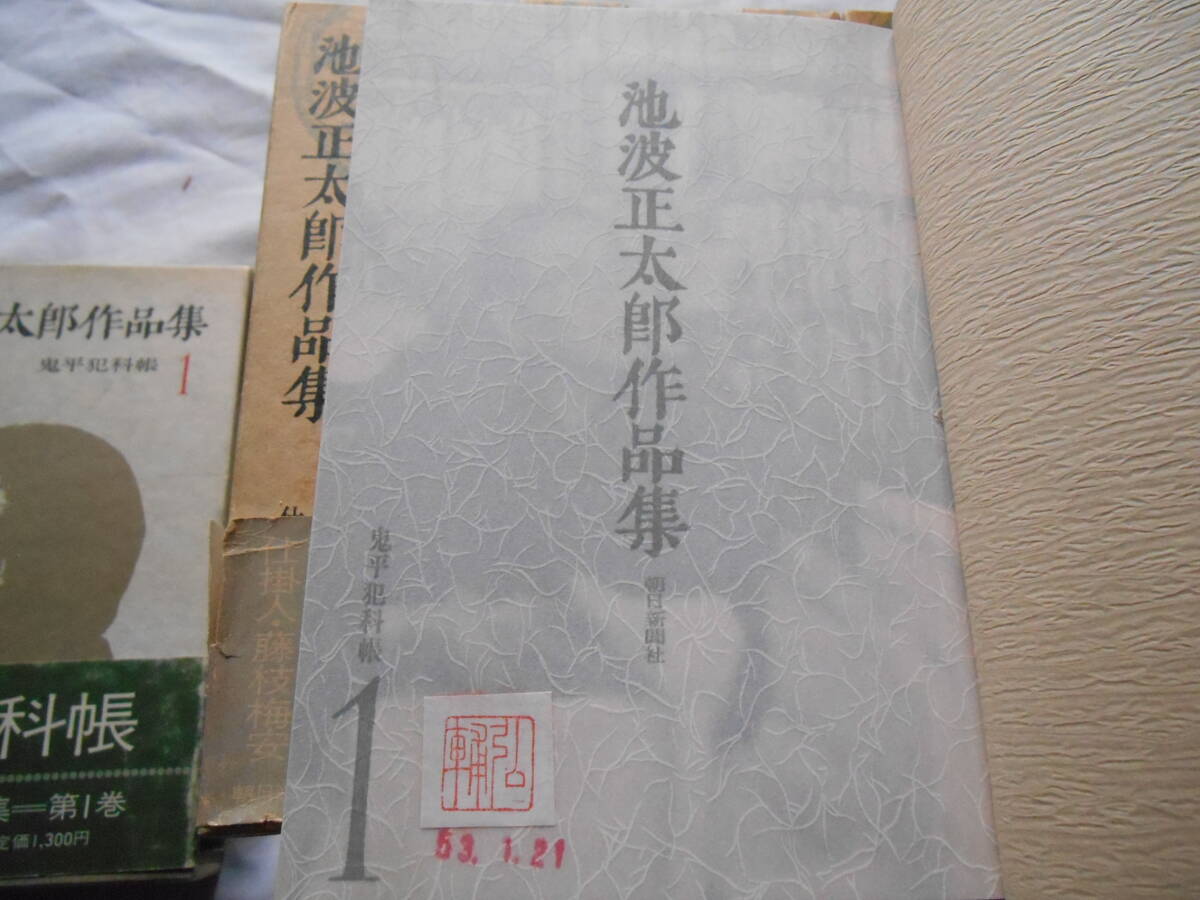 池波正太郎作品集
朝日新聞社
鬼平犯科帳
1
弘輔
53.1.21
池波正太郎作品集
仕掛人・藤枝梅安
太郎作品集
鬼平犯科帳 1
科帳
集=第1巻
定価1,300円